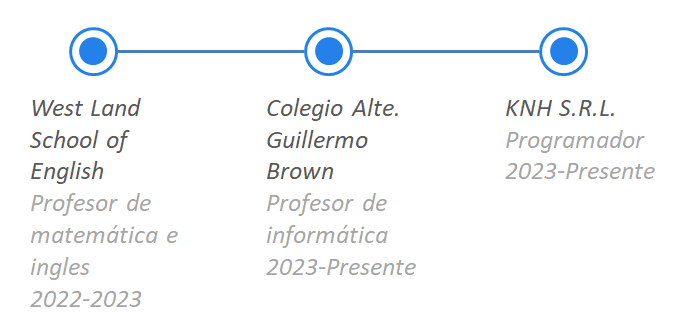 West Land
School of
English
Profesor de
matemática e
ingles
2022-2023
Colegio Alte.
Guillermo
Brown
Profesor de
informática
2023-Presente
KNH S.R.L.
Programador
2023-Presente